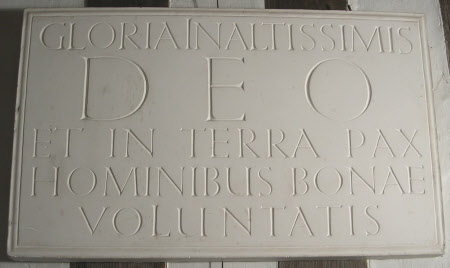 GLORIA IN ALTISSIMIS
DEO
ET IN TERRA PAX
HOMINIBUS BONAE
VOLUNTATIS